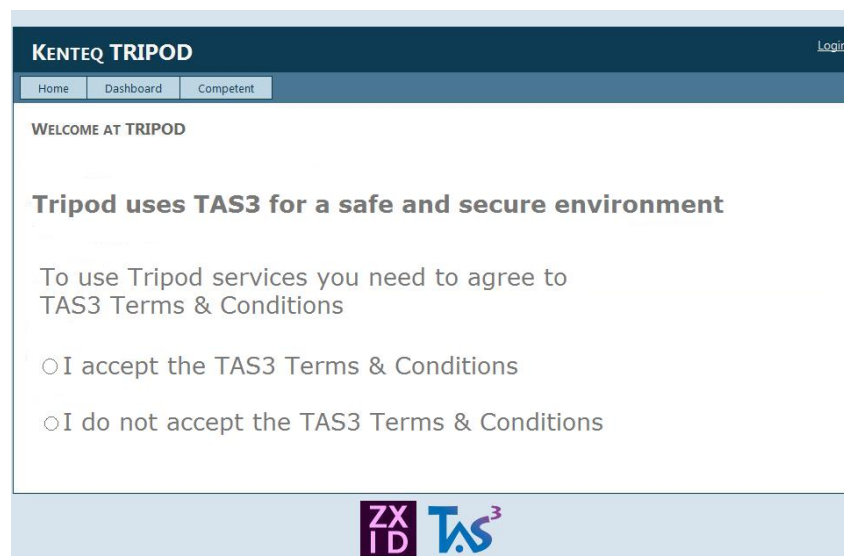 KENTEQ TRIPOD
Login
Home Dashboard Competent
WELCOME AT TRIPOD
Tripod uses TAS3 for a safe and secure environment
To use Tripod services you need to agree to
TAS3 Terms & Conditions
I accept the TAS3 Terms & Conditions
I do not accept the TAS3 Terms & Conditions
ZX
ID
TAS³